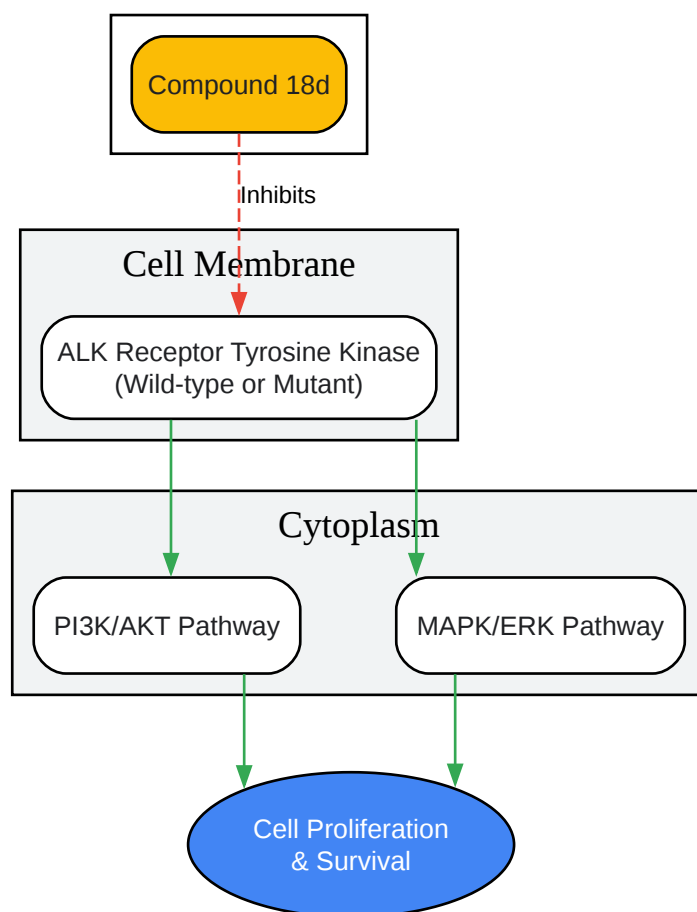 Compound 18d
Inhibits
Cell Membrane
ALK Receptor Tyrosine Kinase
(Wild-type or Mutant)
Cytoplasm
PI3K/AKT Pathway
MAPK/ERK Pathway
Cell Proliferation
& Survival